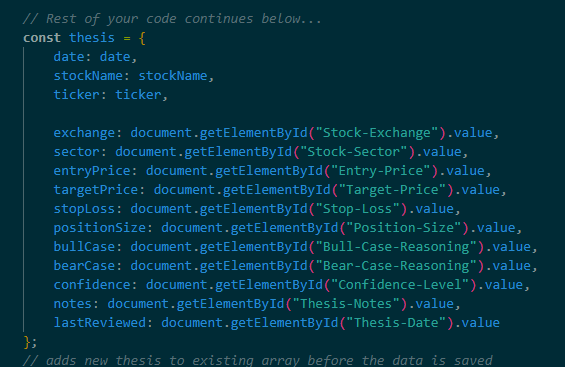 // Rest of your code continues below...
const thesis = {
date: date,
stockName: stockName,
ticker: ticker,
exchange: document.getElementById("Stock-Exchange").value,
sector: document.getElementById("Stock-Sector").value,
entryPrice: document.getElementById("Entry-Price").value,
targetPrice: document.getElementById("Target-Price").value,
stopLoss: document.getElementById("Stop-Loss").value,
positionSize: document.getElementById("Position-Size").value,
bullCase: document.getElementById("Bull-Case-Reasoning").value,
bearCase: document.getElementById("Bear-Case-Reasoning").value,
confidence: document.getElementById("Confidence-Level").value,
notes: document.getElementById("Thesis-Notes").value,
lastReviewed: document.getElementById("Thesis-Date").value
};
// adds new thesis to existing array before the data is saved